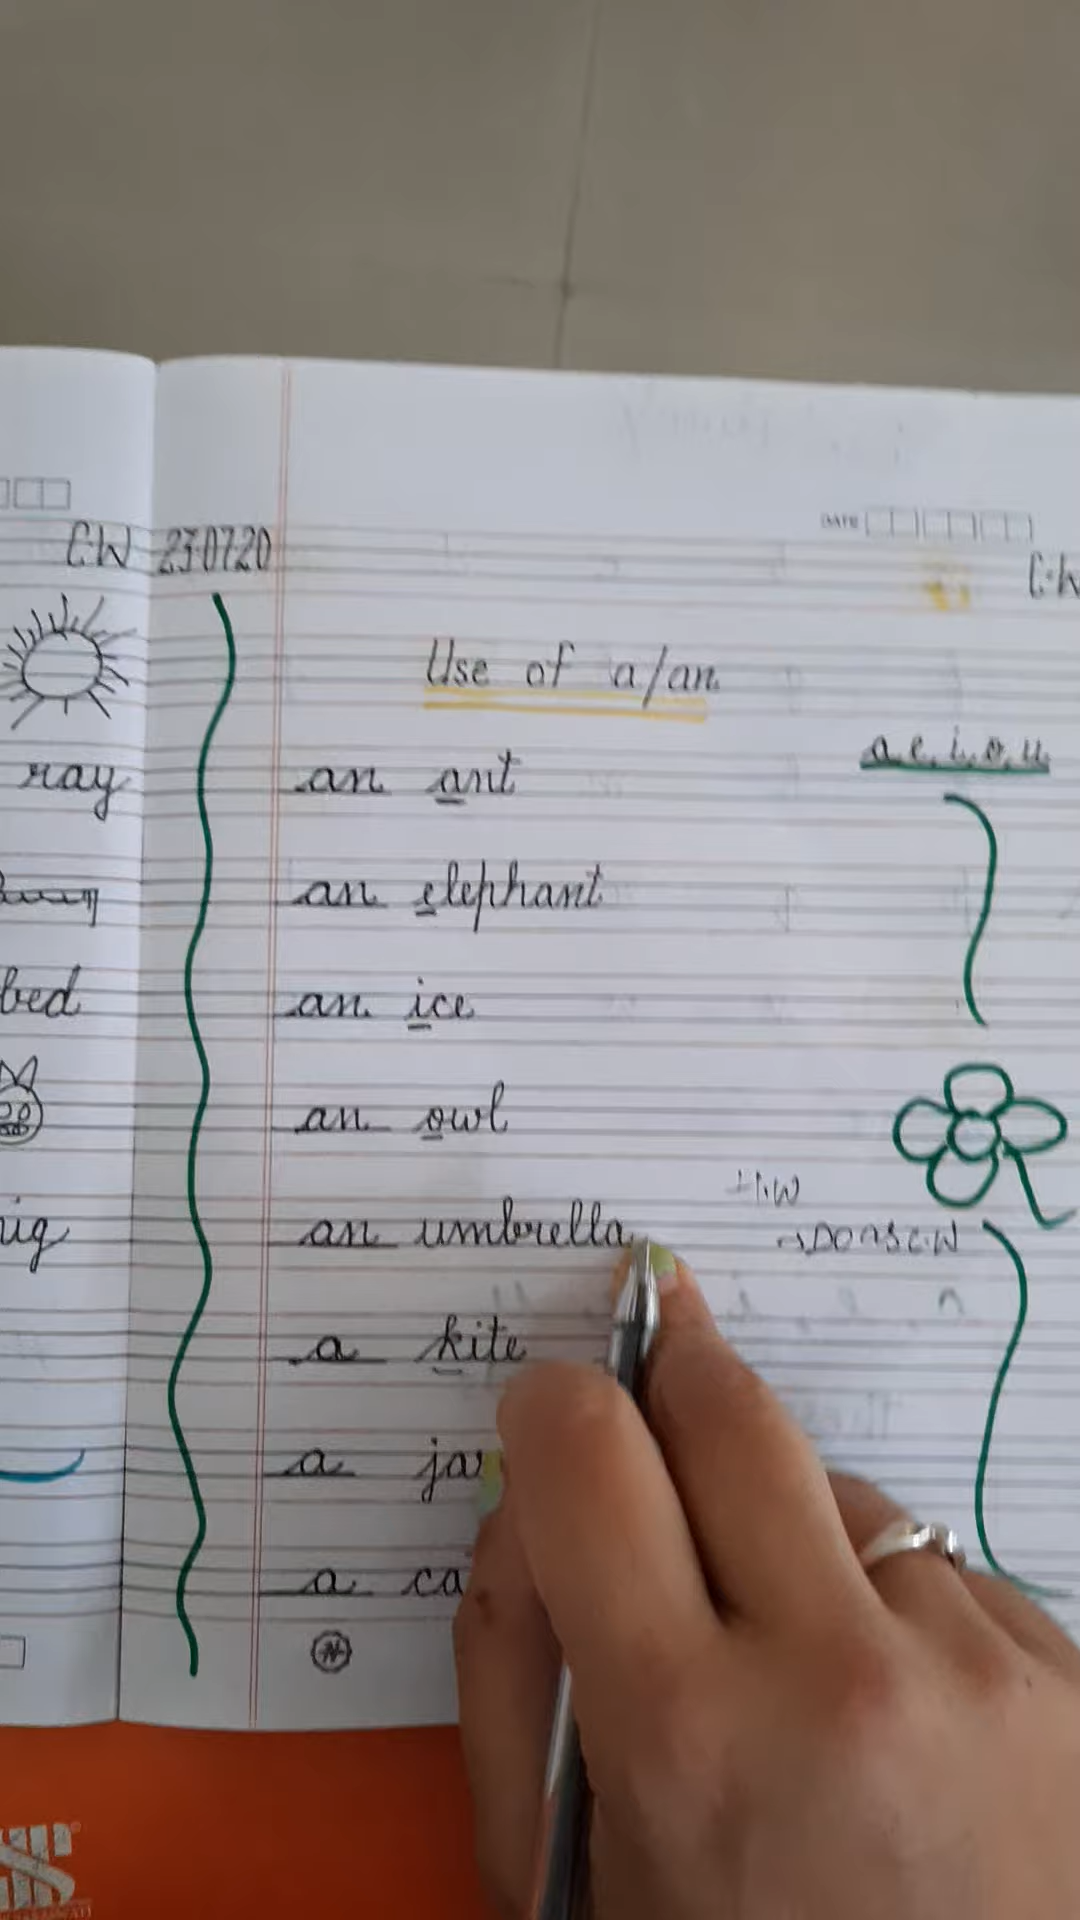 C.W 23.07.20
DATE
Use of a/an
a, e, i, o, u
an ant
an elephant
an ice
an owl
an umbrella
a kite
a
a
ray
bed